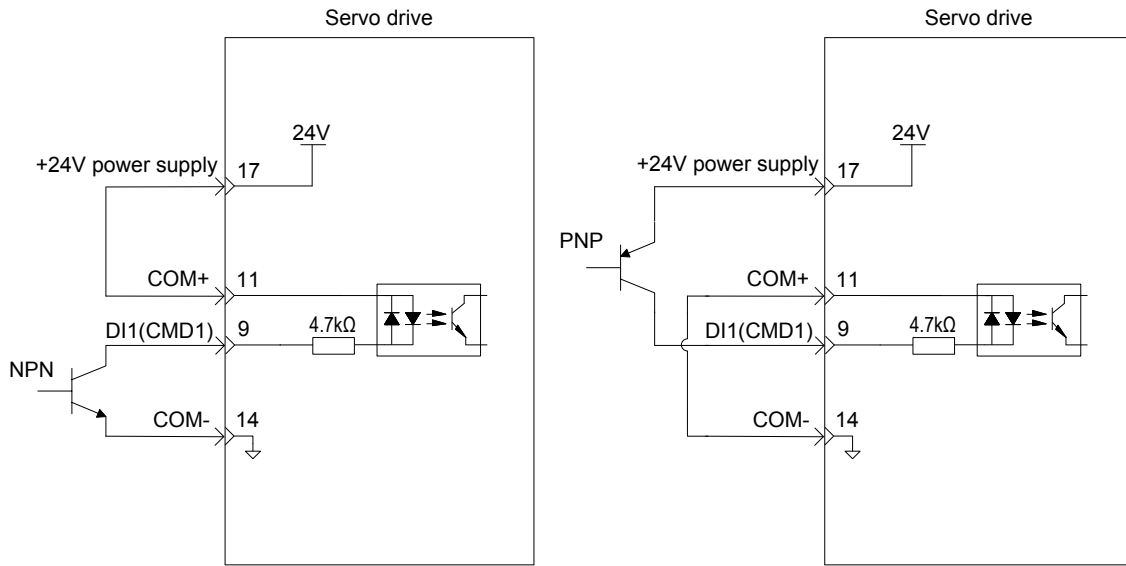 Servo drive
24V
+24V power supply
17
COM+
11
DI1(CMD1)
9
4.7kΩ
NPN
COM-
14
Servo drive
24V
+24V power supply
17
PNP
COM+
11
DI1(CMD1)
9
4.7kΩ
COM-
14